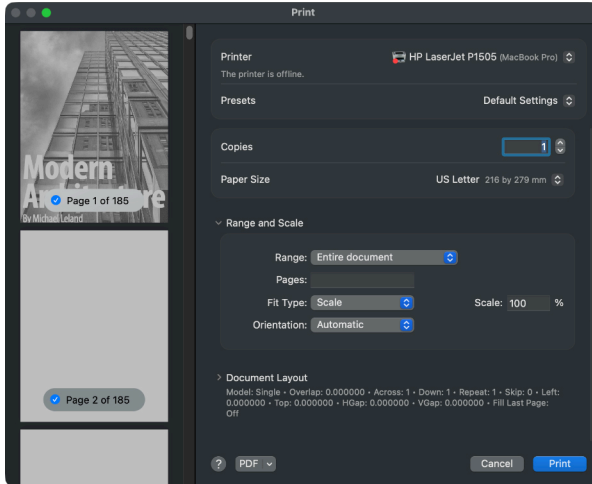 Print
Modern
Architecture
By Michael Leland
Page 1 of 185
Page 2 of 185
Printer
HP LaserJet P1505 (MacBook Pro)
The printer is offline.
Presets
Default Settings
Copies
1
Paper Size
US Letter 216 by 279 mm
Range and Scale
Range: Entire document
Pages:
Fit Type: Scale
Scale: 100 %
Orientation: Automatic
Document Layout
Model: Single • Overlap: 0.000000 • Across: 1 • Down: 1 • Repeat: 1 • Skip: 0 • Left:
0.000000 • Top: 0.000000 • HGap: 0.000000 • VGap: 0.000000 • Fill Last Page:
Off
?
PDF
Cancel
Print